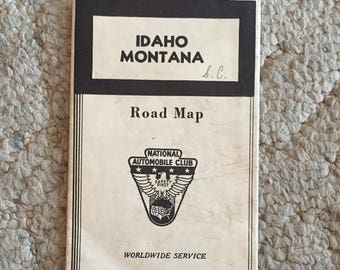 IDAHO
MONTANA
S.C.
Road Map
NATIONAL
AUTOMOBILE CLUB
WORLDWIDE SERVICE